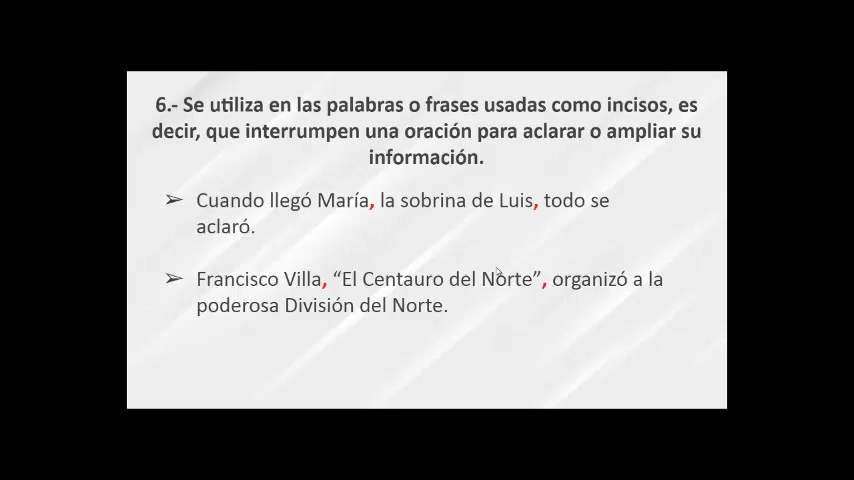 6.- Se utiliza en las palabras o frases usadas como incisos, es
decir, que interrumpen una oración para aclarar o ampliar su
información.
➢ Cuando llegó María, la sobrina de Luis, todo se
aclaró.
➢ Francisco Villa, “El Centauro del Norte”, organizó a la
poderosa División del Norte.